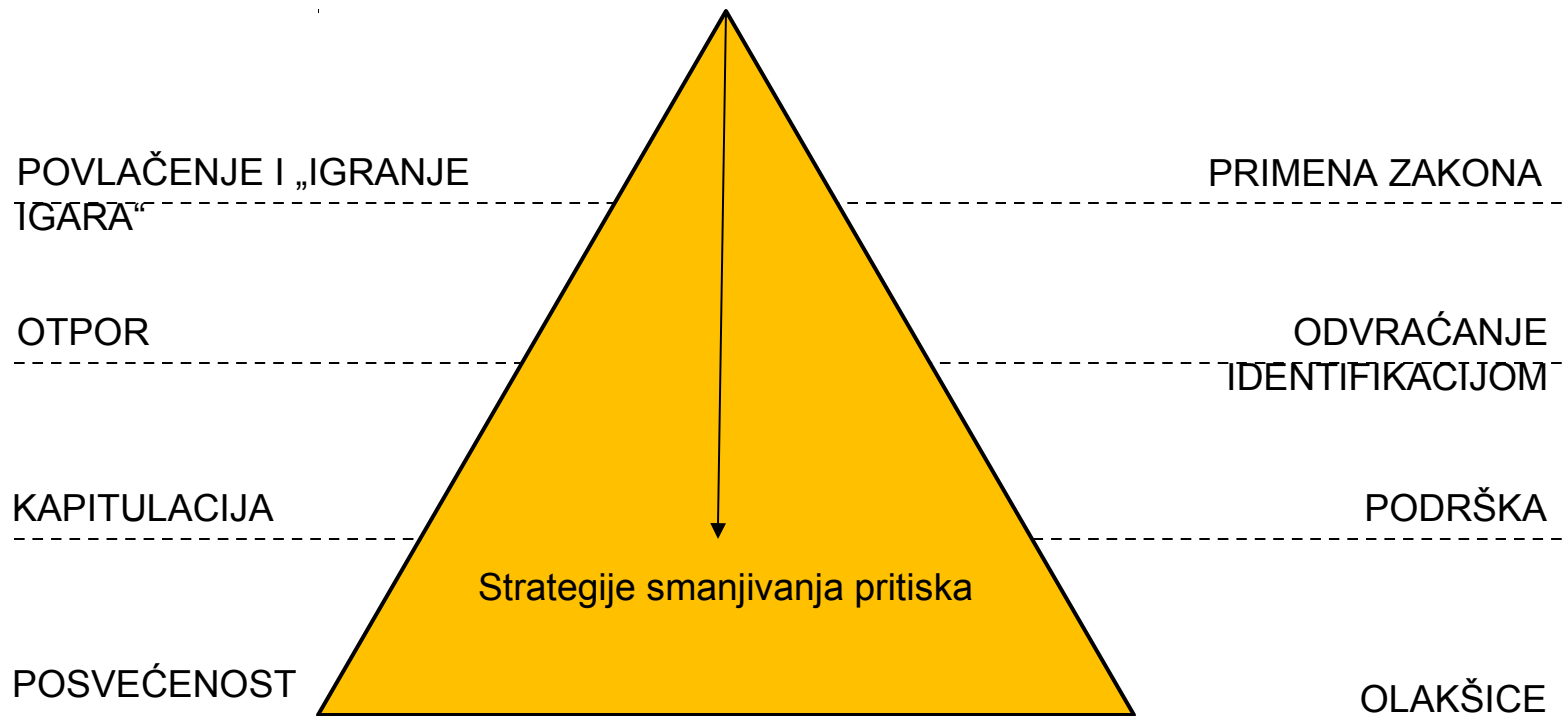 POVLAČENJE I „IGRANJE
IGARA“
PRIMENA ZAKONA
OTPOR
ODVRAĆANJE
IDENTIFIKACIJOM
KAPITULACIJA
PODRŠKA
Strategije smanjivanja pritiska
POSVEĆENOST
OLAKŠICE